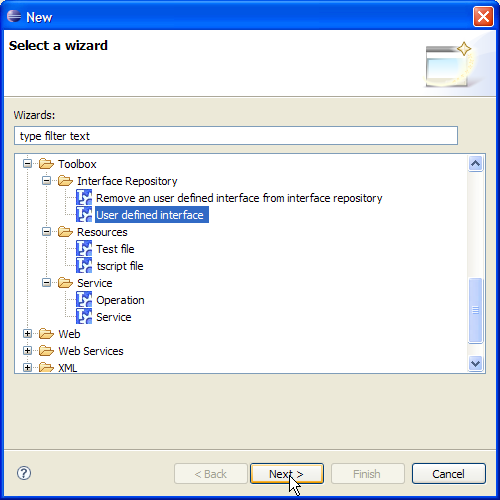 New
Select a wizard
Wizards:
type filter text
Toolbox
Interface Repository
Remove an user defined interface from interface repository
User defined interface
Resources
Test file
tscript file
Service
Operation
Service
Web
Web Services
XML
?
< Back
Next >
Finish
Cancel